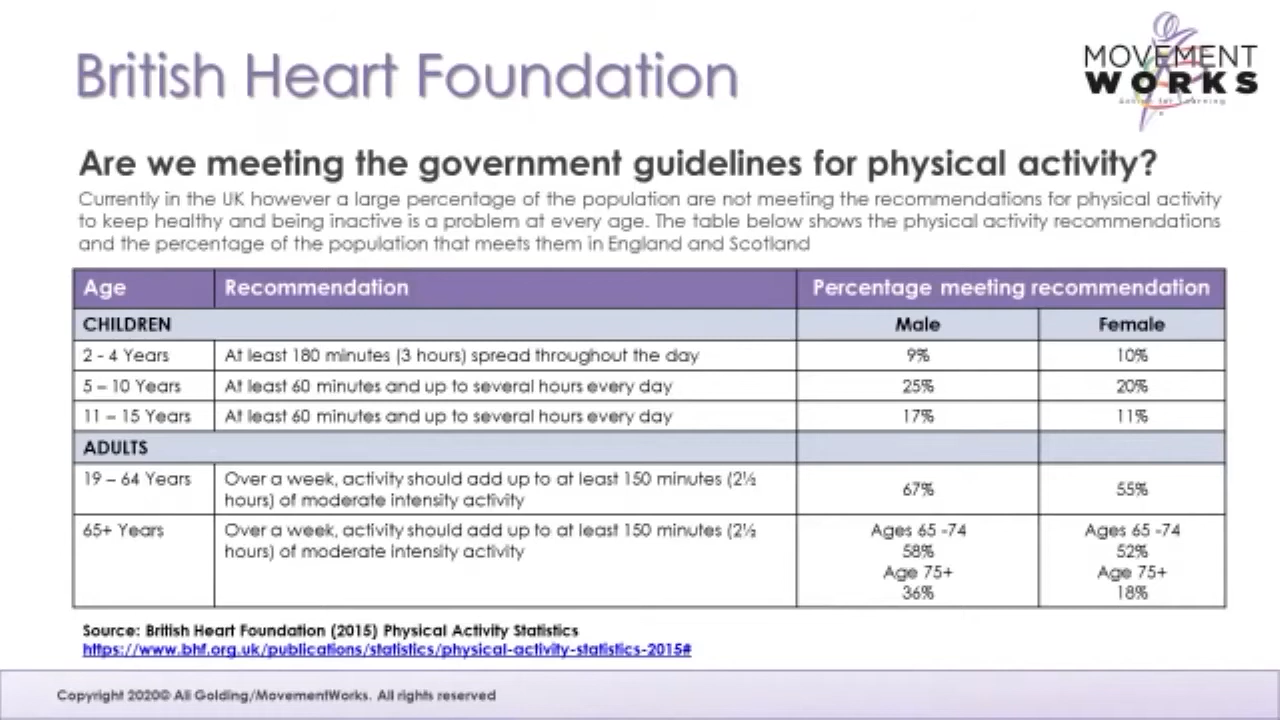 British Heart Foundation
MOVEMENT
WORKS
Action for Learning
Are we meeting the government guidelines for physical activity?
Currently in the UK however a large percentage of the population are not meeting the recommendations for physical activity
to keep healthy and being inactive is a problem at every age. The table below shows the physical activity recommendations
and the percentage of the population that meets them in England and Scotland
Age Recommendation Percentage meeting recommendation
CHILDREN Male Female
2 - 4 Years At least 180 minutes (3 hours) spread throughout the day 9% 10%
5 – 10 Years At least 60 minutes and up to several hours every day 25% 20%
11 – 15 Years At least 60 minutes and up to several hours every day 17% 11%
ADULTS
19 – 64 Years Over a week, activity should add up to at least 150 minutes (2½
hours) of moderate intensity activity 67% 55%
65+ Years Over a week, activity should add up to at least 150 minutes (2½ Ages 65 -74 Ages 65 -74
hours) of moderate intensity activity 58% 52%
Age 75+ Age 75+
36% 18%
Source: British Heart Foundation (2015) Physical Activity Statistics
https://www.bhf.org.uk/publications/statistics/physical-activity-statistics-2015#
Copyright 2020© Ali Golding/MovementWorks. All rights reserved